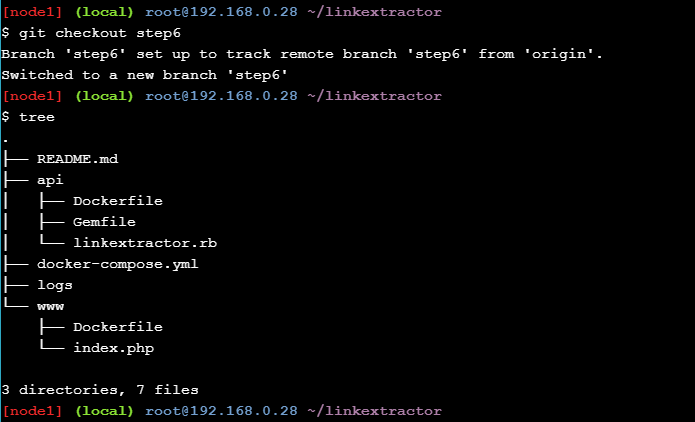 [node1] (local) root@192.168.0.28 ~/linkextractor
$ git checkout step6
Branch 'step6' set up to track remote branch 'step6' from 'origin'.
Switched to a new branch 'step6'
[node1] (local) root@192.168.0.28 ~/linkextractor
$ tree
.
├── README.md
├── api
│   ├── Dockerfile
│   ├── Gemfile
│   └── linkextractor.rb
├── docker-compose.yml
├── logs
└── www
    ├── Dockerfile
    └── index.php

3 directories, 7 files
[node1] (local) root@192.168.0.28 ~/linkextractor